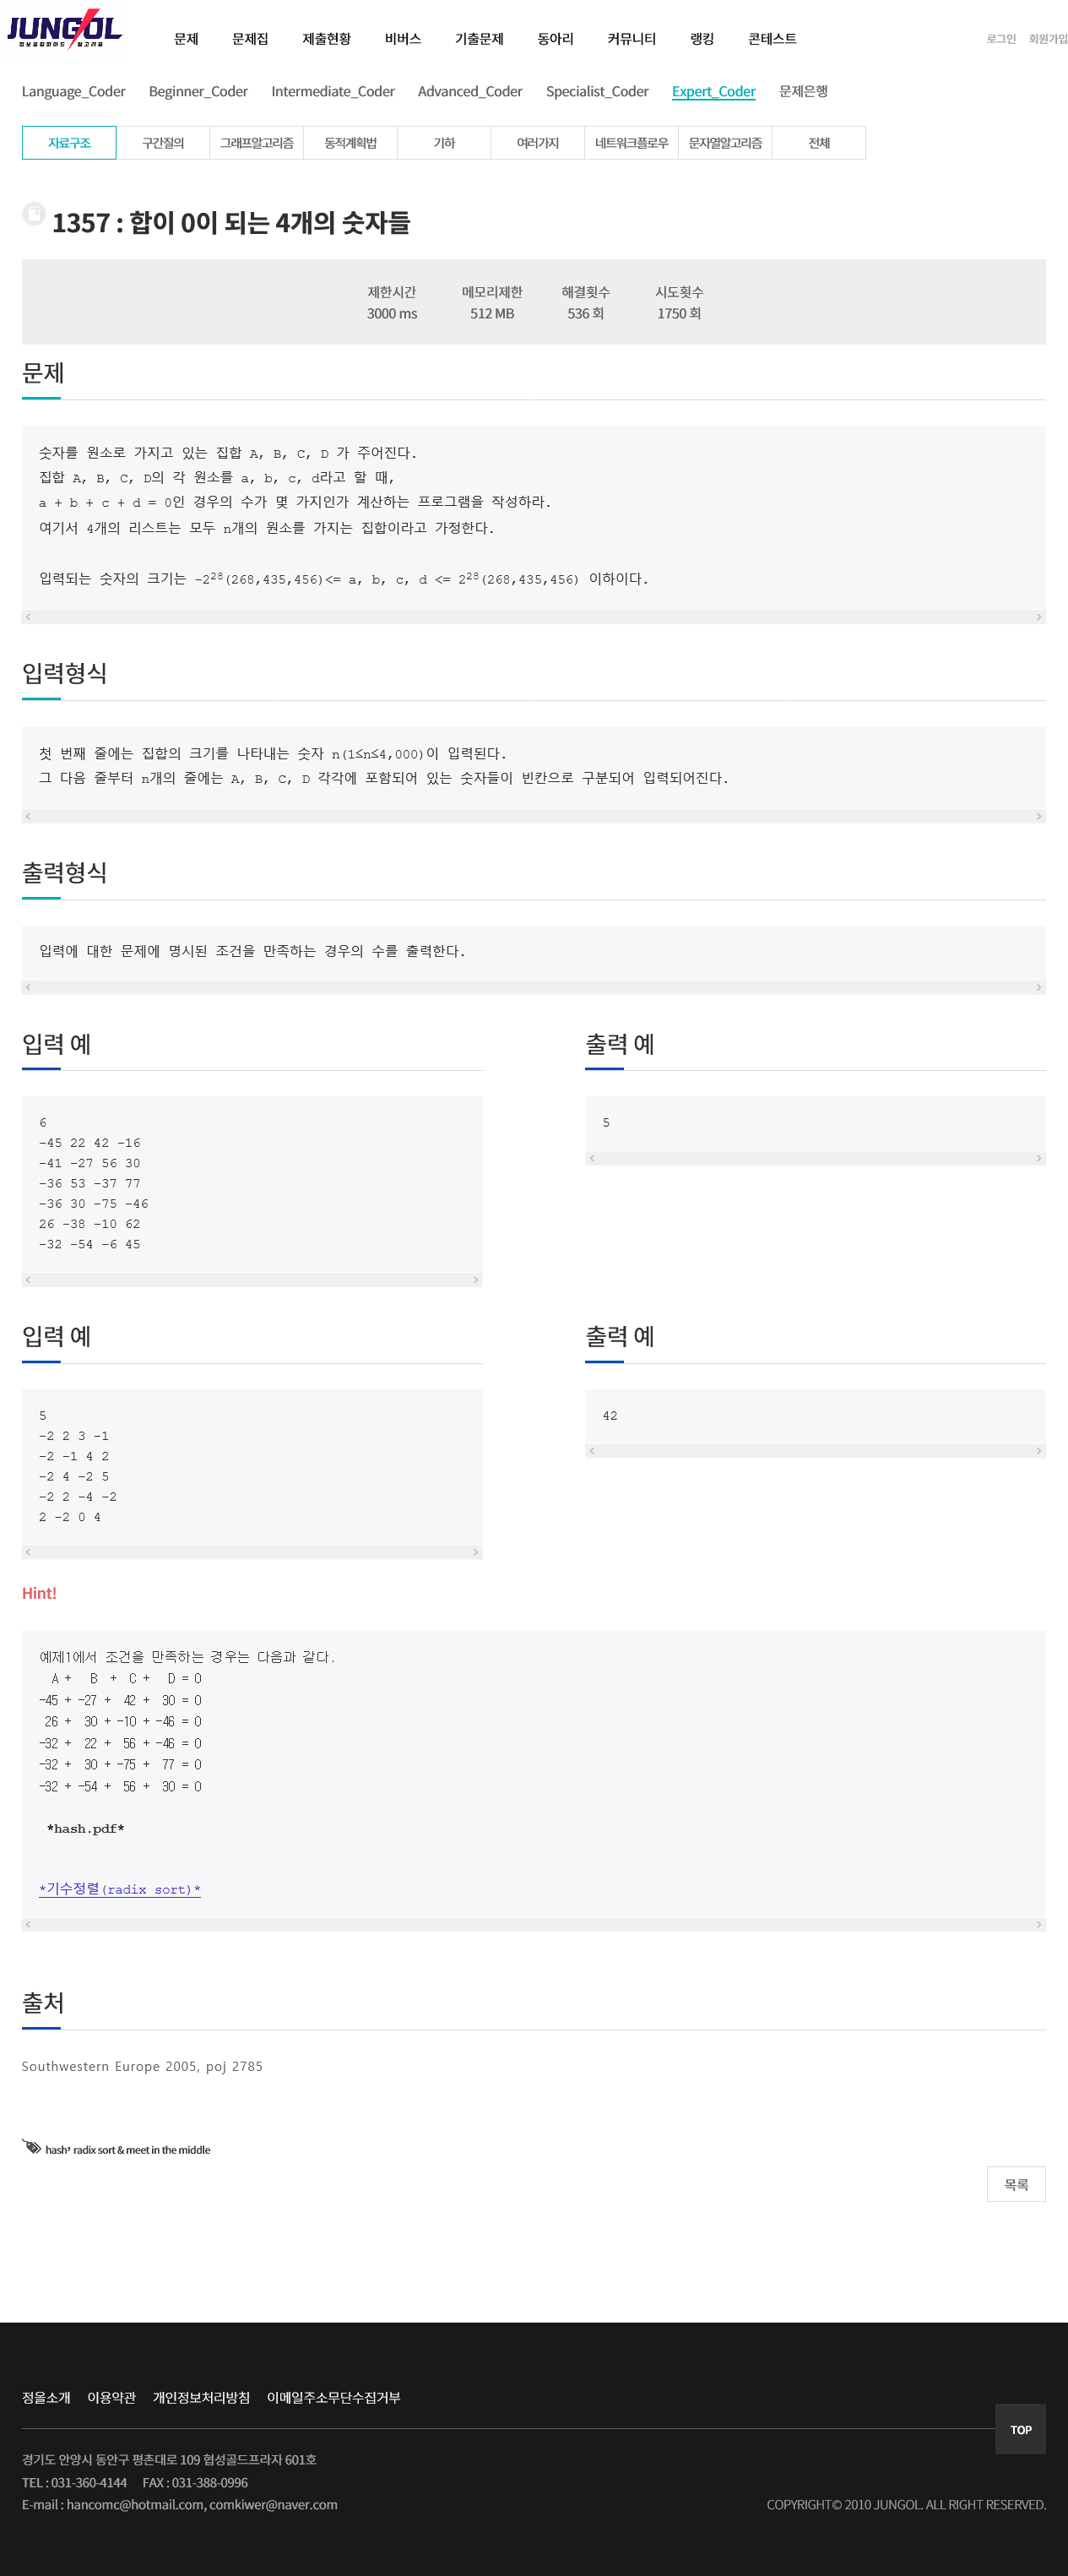 JUNGOL
정보올림피아드 알고리즘
문제 문제집 제출현황 비버스 기출문제 동아리 커뮤니티 랭킹 콘테스트 로그인 회원가입
Language_Coder Beginner_Coder Intermediate_Coder Advanced_Coder Specialist_Coder Expert_Coder 문제은행
자료구조 구간질의 그래프알고리즘 동적계획법 기하 여러가지 네트워크플로우 문자열알고리즘 전체
1357 : 합이 0이 되는 4개의 숫자들
제한시간 메모리제한 해결횟수 시도횟수
3000 ms 512 MB 536 회 1750 회
문제
숫자를 원소로 가지고 있는 집합 A, B, C, D 가 주어진다.
집합 A, B, C, D의 각 원소를 a, b, c, d라고 할 때,
a + b + c + d = 0인 경우의 수가 몇 가지인가 계산하는 프로그램을 작성하라.
여기서 4개의 리스트는 모두 n개의 원소를 가지는 집합이라고 가정한다.
입력되는 숫자의 크기는 -2²⁸(268,435,456)<= a, b, c, d <= 2²⁸(268,435,456) 이하이다.
입력형식
첫 번째 줄에는 집합의 크기를 나타내는 숫자 n(1≤n≤4,000)이 입력된다.
그 다음 줄부터 n개의 줄에는 A, B, C, D 각각에 포함되어 있는 숫자들이 빈칸으로 구분되어 입력되어진다.
출력형식
입력에 대한 문제에 명시된 조건을 만족하는 경우의 수를 출력한다.
입력 예
6
-45 22 42 -16
-41 -27 56 30
-36 53 -37 77
-36 30 -75 -46
26 -38 -10 62
-32 -54 -6 45
출력 예
5
입력 예
5
-2 2 3 -1
-2 -1 4 2
-2 4 -2 5
-2 2 -4 -2
2 -2 0 4
출력 예
42
Hint!
예제1에서 조건을 만족하는 경우는 다음과 같다.
A + B + C + D = 0
-45 + -27 + 42 + 30 = 0
26 + 30 + -10 + -46 = 0
-32 + 22 + 56 + -46 = 0
-32 + 30 + -75 + 77 = 0
-32 + -54 + 56 + 30 = 0
*hash.pdf*
*기수정렬(radix sort)*
출처
Southwestern Europe 2005, poj 2785
hash, radix sort & meet in the middle
목록
정올소개 이용약관 개인정보처리방침 이메일주소무단수집거부
TOP
경기도 안양시 동안구 평촌대로 109 협성골드프라자 601호
TEL : 031-360-4144 FAX : 031-388-0996
E-mail : hancomc@hotmail.com, comkiwer@naver.com
COPYRIGHT© 2010 JUNGOL. ALL RIGHT RESERVED.